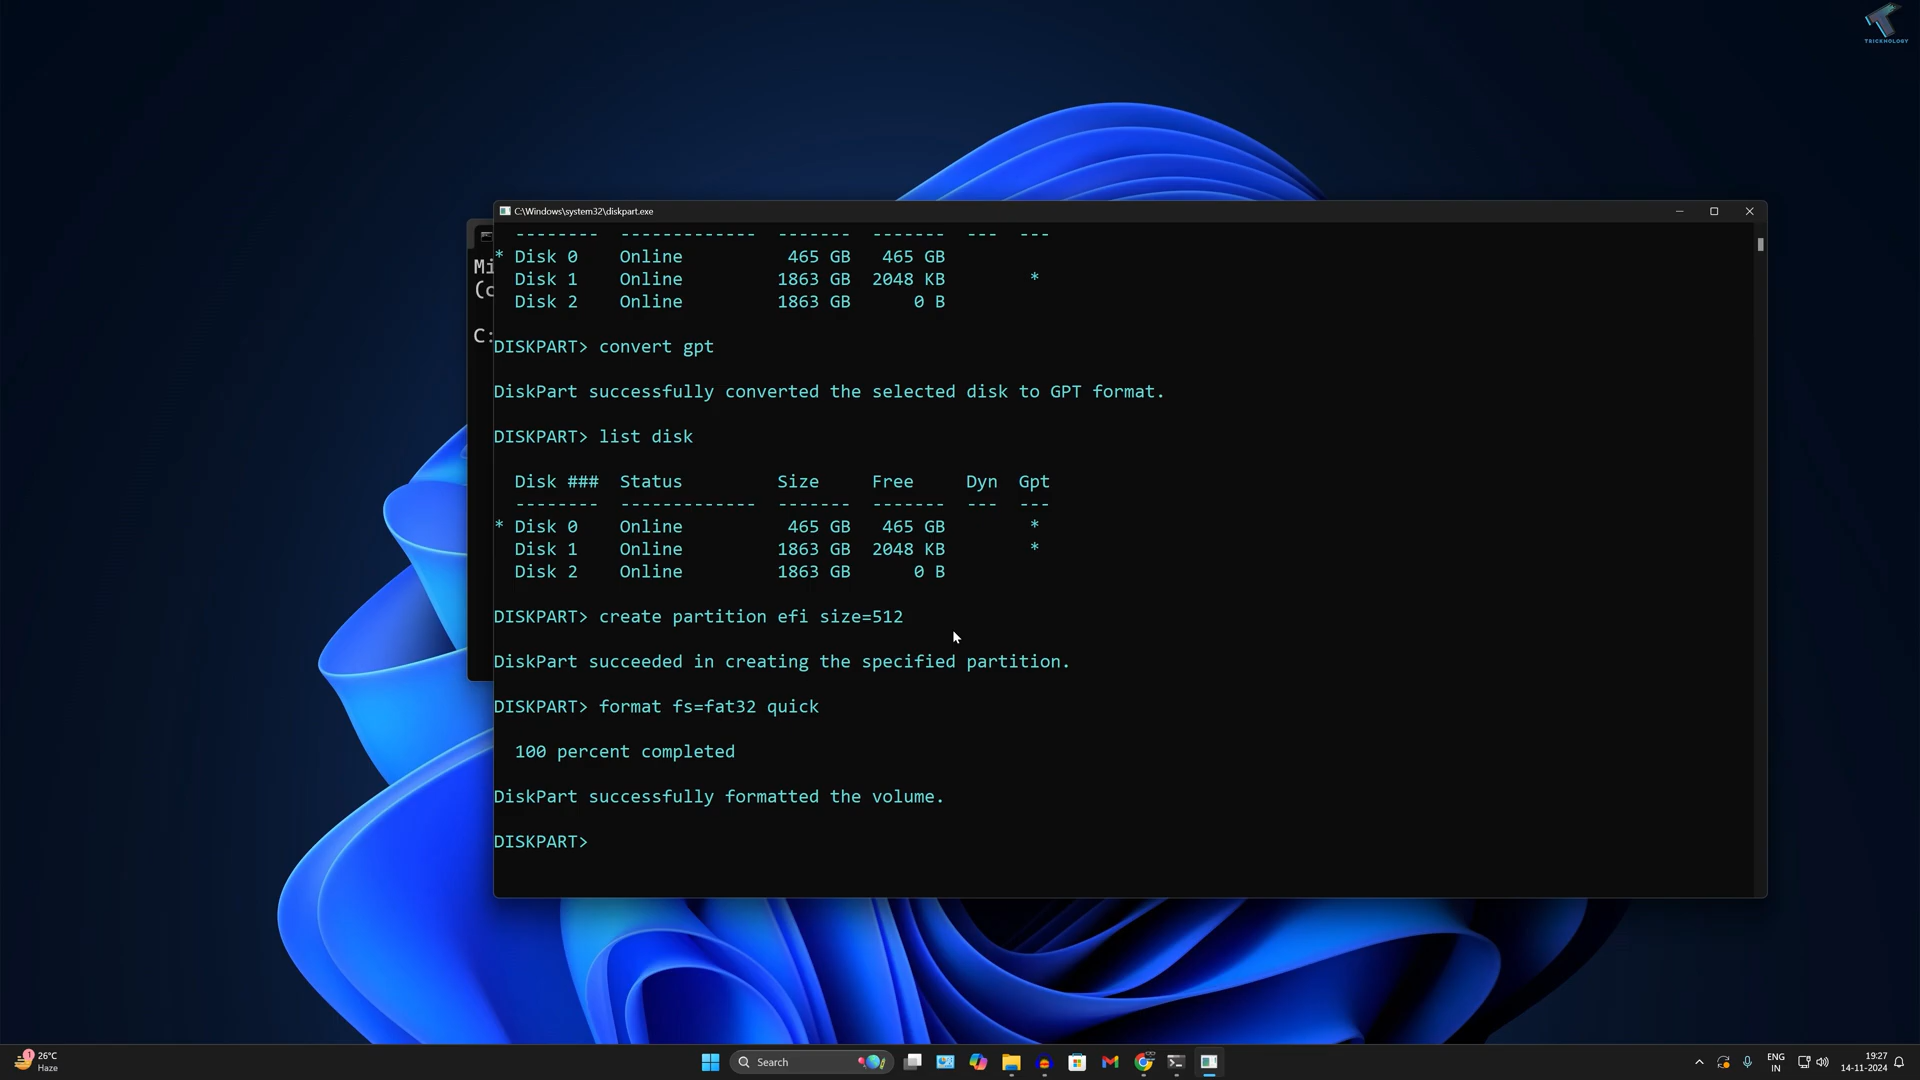 TRICKNOLOGY
C:\Windows\system32\diskpart.exe
Mi
(c
C:
-------- ------------- ------- ------- --- ---
* Disk 0 Online 465 GB 465 GB
Disk 1 Online 1863 GB 2048 KB *
Disk 2 Online 1863 GB 0 B
DISKPART> convert gpt
DiskPart successfully converted the selected disk to GPT format.
DISKPART> list disk
Disk ### Status Size Free Dyn Gpt
-------- ------------- ------- ------- --- ---
* Disk 0 Online 465 GB 465 GB *
Disk 1 Online 1863 GB 2048 KB *
Disk 2 Online 1863 GB 0 B
DISKPART> create partition efi size=512
DiskPart succeeded in creating the specified partition.
DISKPART> format fs=fat32 quick
100 percent completed
DiskPart successfully formatted the volume.
DISKPART>
1
26°C
Haze
Search
ENG
IN
19:27
14-11-2024